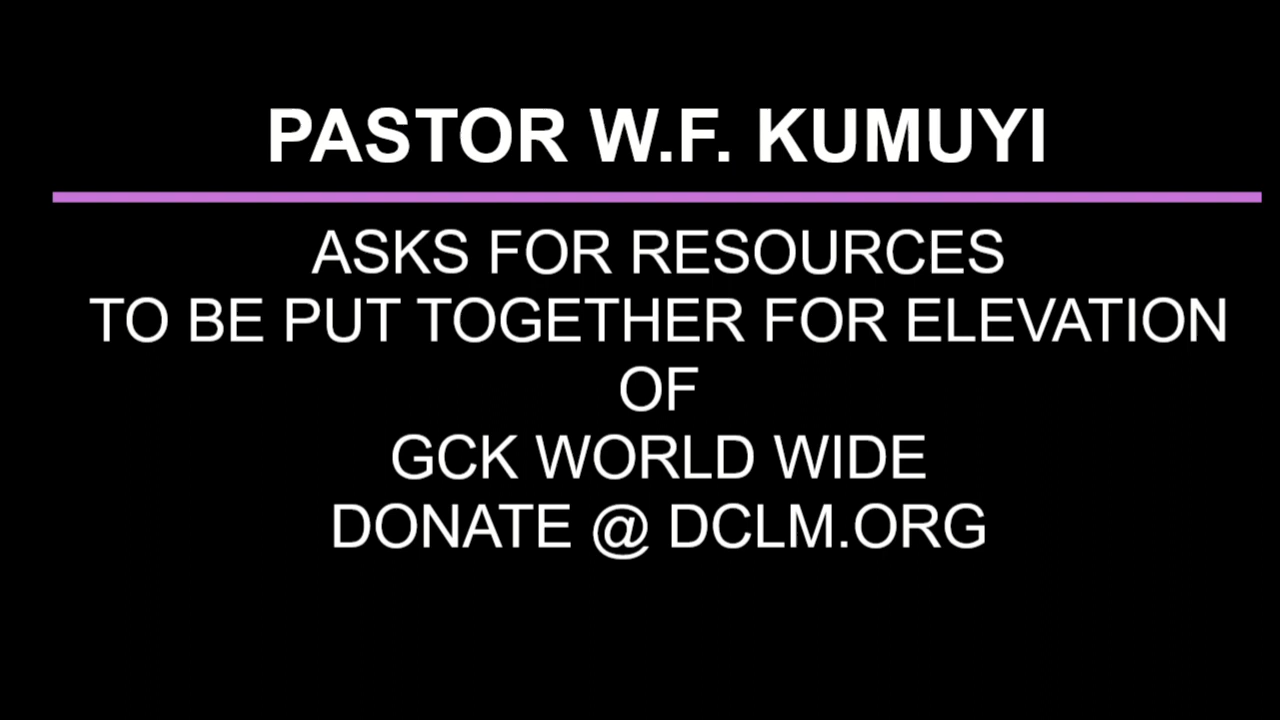 PASTOR W.F. KUMUYI
ASKS FOR RESOURCES
TO BE PUT TOGETHER FOR ELEVATION
OF
GCK WORLD WIDE
DONATE @ DCLM.ORG